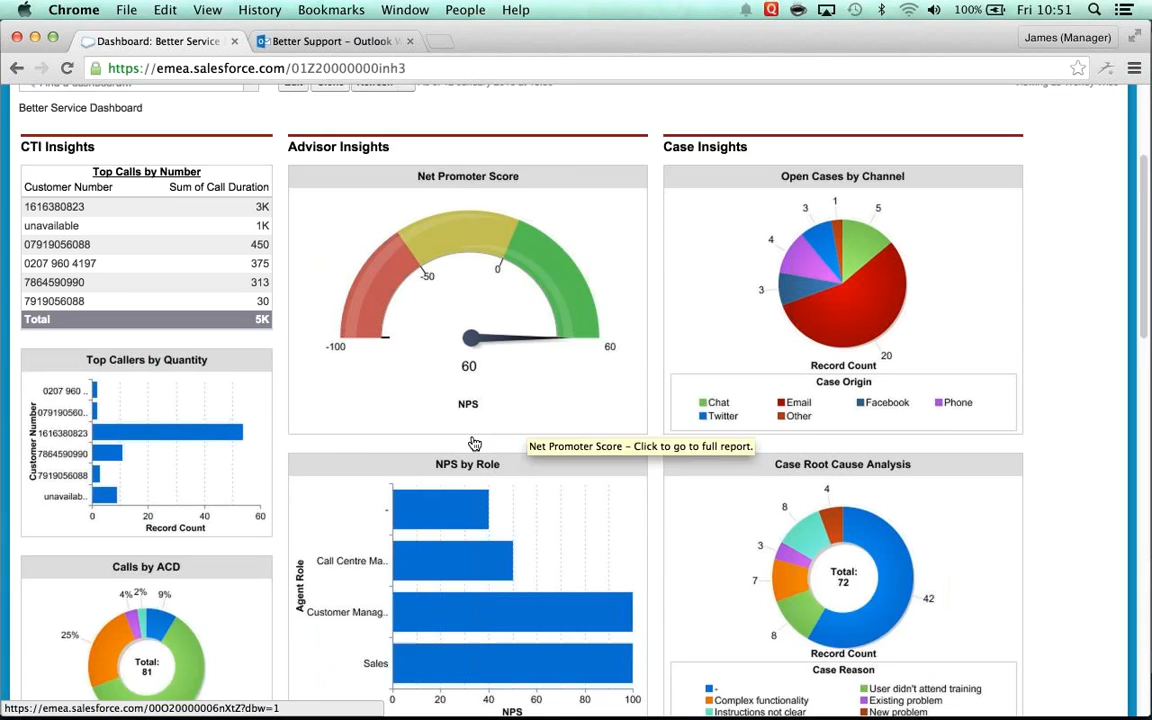 Chrome File Edit View History Bookmarks Window People Help
100% Fri 10:51
Dashboard: Better Service
Better Support – Outlook W
James (Manager)
https://emea.salesforce.com/01Z20000000inh3
Better Service Dashboard
CTI Insights
Top Calls by Number
Customer Number Sum of Call Duration
1616380823 3K
unavailable 1K
07919056088 450
0207 960 4197 375
7864590990 313
7919056088 30
Total 5K
Top Callers by Quantity
Customer Number
0207 960 ..
079190560..
1616380823
7864590990
7919056088
unavailab..
0 20 40 60
Record Count
Calls by ACD
4% 2% 9%
25%
Total:
81
Advisor Insights
Net Promoter Score
-100 -50 0 60
60
NPS
Net Promoter Score – Click to go to full report.
NPS by Role
Agent Role
-
Call Centre Ma..
Customer Manag..
Sales
0 20 40 60 80 100
NPS
Case Insights
Open Cases by Channel
1
3 5
4
3
20
Record Count
Case Origin
Chat Email Facebook Phone
Twitter Other
Case Root Cause Analysis
4
8
3
7
8
42
Total:
72
Record Count
Case Reason
- User didn't attend training
Complex functionality Existing problem
Instructions not clear New problem
https://emea.salesforce.com/00O20000006nXtZ?dbw=1